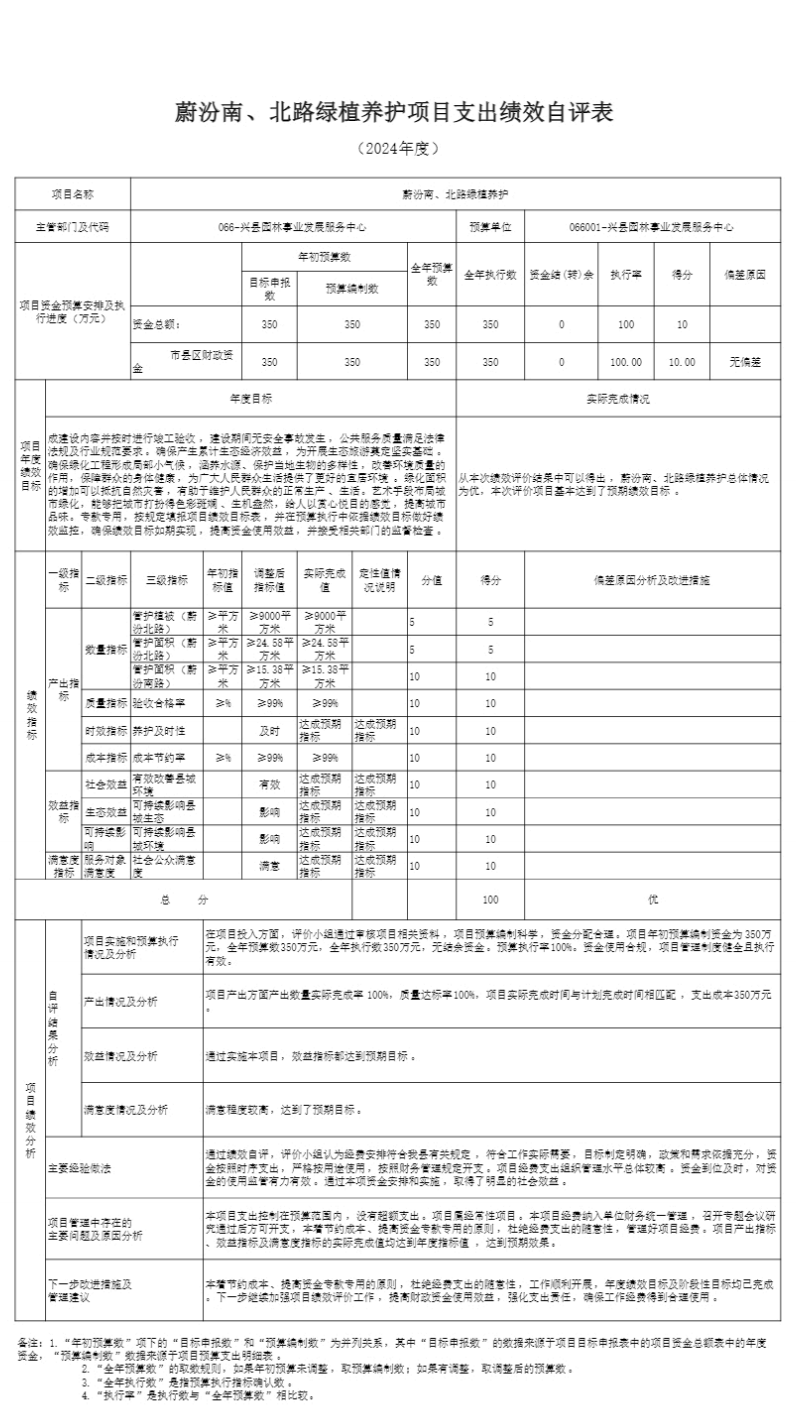 蔚汾南、北路绿植养护项目支出绩效自评表
（2024年度）
项目名称
蔚汾南、北路绿植养护
主管部门及代码
066-兴县园林事业发展服务中心
预算单位
066001-兴县园林事业发展服务中心
项目资金预算安排及执
行进度（万元）
年初预算数
全年预算
数
全年执行数
资金结(转)余
执行率
得分
偏差原因
目标申报
数
预算编制数
资金总额：
350
350
350
350
0
100
10
市县区财政资
金
350
350
350
350
0
100.00
10.00
无偏差
项目
年度
绩效
目标
年度目标
实际完成情况
成建设内容并按时进行竣工验收，建设期间无安全事故发生，公共服务质量满足法律
法规及行业规范要求。确保产生累计生态经济效益，为开展生态旅游奠定坚实基础。
确保绿化工程形成局部小气候，涵养水源、保护当地生物的多样性，改善环境质量的
作用，保障群众的身体健康，为广大人民群众生活提供了更好的宜居环境。绿化面积
的增加可以抵抗自然灾害，有助于维护人民群众的正常生产、生活。艺术手段布局城
市绿化，能够把城市打扮得色彩斑斓、生机盎然，给人以赏心悦目的感觉，提高城市
品味。专款专用，按规定填报项目绩效目标表，并在预算执行中依据绩效目标做好绩
效监控，确保绩效目标如期实现，提高资金使用效益，并接受相关部门的监督检查。
从本次绩效评价结果中可以得出，蔚汾南、北路绿植养护总体情况
为优，本次评价项目基本达到了预期绩效目标。
绩效指标
一级指
标
二级指标
三级指标
年初指
标值
调整后
指标值
实际完成
值
定性值情
况说明
分值
得分
偏差原因分析及改进措施
产出指
标
数量指标
管护植被（蔚
汾北路）
≥平方
米
≥9000平
方米
≥9000平
方米
5
5
管护面积（蔚
汾北路）
≥平方
米
≥24.58平
方米
≥24.58平
方米
5
5
管护面积（蔚
汾南路）
≥平方
米
≥15.38平
方米
≥15.38平
方米
10
10
质量指标
验收合格率
≥%
≥99%
≥99%
10
10
时效指标
养护及时性
及时
达成预期
指标
达成预期
指标
10
10
成本指标
成本节约率
≥%
≥99%
≥99%
10
10
效益指
标
社会效益
有效改善县城
环境
有效
达成预期
指标
达成预期
指标
10
10
生态效益
可持续影响县
城生态
影响
达成预期
指标
达成预期
指标
10
10
可持续影
响
可持续影响县
城环境
影响
达成预期
指标
达成预期
指标
10
10
满意度
指标
服务对象
满意度
社会公众满意
度
满意
达成预期
指标
达成预期
指标
10
10
总 分
100
优
项目绩效分析
自评结果分析
项目实施和预算执行
情况及分析
在项目投入方面，评价小组通过审核项目相关资料，项目预算编制科学，资金分配合理。项目年初预算编制资金为 350万
元，全年预算数350万元，全年执行数350万元，无结余资金。预算执行率100%。资金使用合规，项目管理制度健全且执行
有效。
产出情况及分析
项目产出方面产出数量实际完成率 100%，质量达标率100%，项目实际完成时间与计划完成时间相匹配，支出成本350万元
。
效益情况及分析
通过实施本项目，效益指标都达到预期目标。
满意度情况及分析
满意程度较高，达到了预期目标。
主要经验做法
通过绩效自评，评价小组认为经费安排符合我县有关规定，符合工作实际需要，目标制定明确，政策和需求依据充分，资
金按照时序支出，严格按用途使用，按照财务管理规定开支。项目经费支出组织管理水平总体较高。资金到位及时，对资
金的使用监管有力有效。通过本项资金安排和实施，取得了明显的社会效益。
项目管理中存在的
主要问题及原因分析
本项目支出控制在预算范围内，没有超额支出。项目属经常性项目。本项目经费纳入单位财务统一管理，召开专题会议研
究通过后方可开支，本着节约成本、提高资金专款专用的原则，杜绝经费支出的随意性，管理好项目经费。项目产出指标
、效益指标及满意度指标的实际完成值均达到年度指标值，达到预期效果。
下一步改进措施及
管理建议
本着节约成本、提高资金专款专用的原则，杜绝经费支出的随意性，工作顺利开展，年度绩效目标及阶段性目标均已完成
。下一步继续加强项目绩效评价工作，提高财政资金使用效益，强化支出责任，确保工作经费得到合理使用。
备注：1.“年初预算数”项下的“目标申报数”和“预算编制数”为并列关系，其中“目标申报数”的数据来源于项目目标申报表中的项目资金总额表中的年度
资金，“预算编制数”数据来源于项目预算支出明细表。
2.“全年预算数”的取数规则，如果年初预算未调整，取预算编制数；如果有调整，取调整后的预算数。
3.“全年执行数”是指预算执行指标确认数。
4.“执行率”是执行数与“全年预算数”相比较。